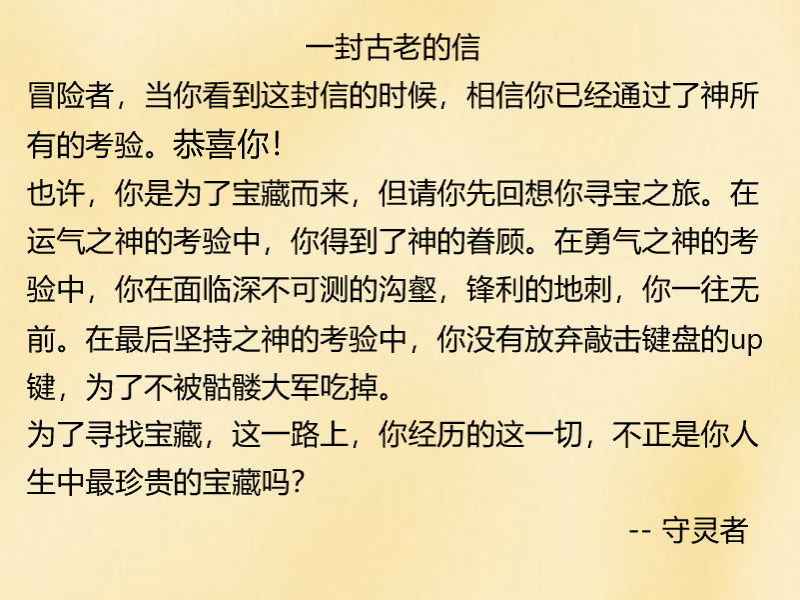 一封古老的信
冒险者，当你看到这封信的时候，相信你已经通过了神所
有的考验。恭喜你！
也许，你是为了宝藏而来，但请你先回想你寻宝之旅。在
运气之神的考验中，你得到了神的眷顾。在勇气之神的考
验中，你在面临深不可测的沟壑，锋利的地刺，你一往无
前。在最后坚持之神的考验中，你没有放弃敲击键盘的up
键，为了不被骷髅大军吃掉。
为了寻找宝藏，这一路上，你经历的这一切，不正是你人
生中最珍贵的宝藏吗？
-- 守灵者